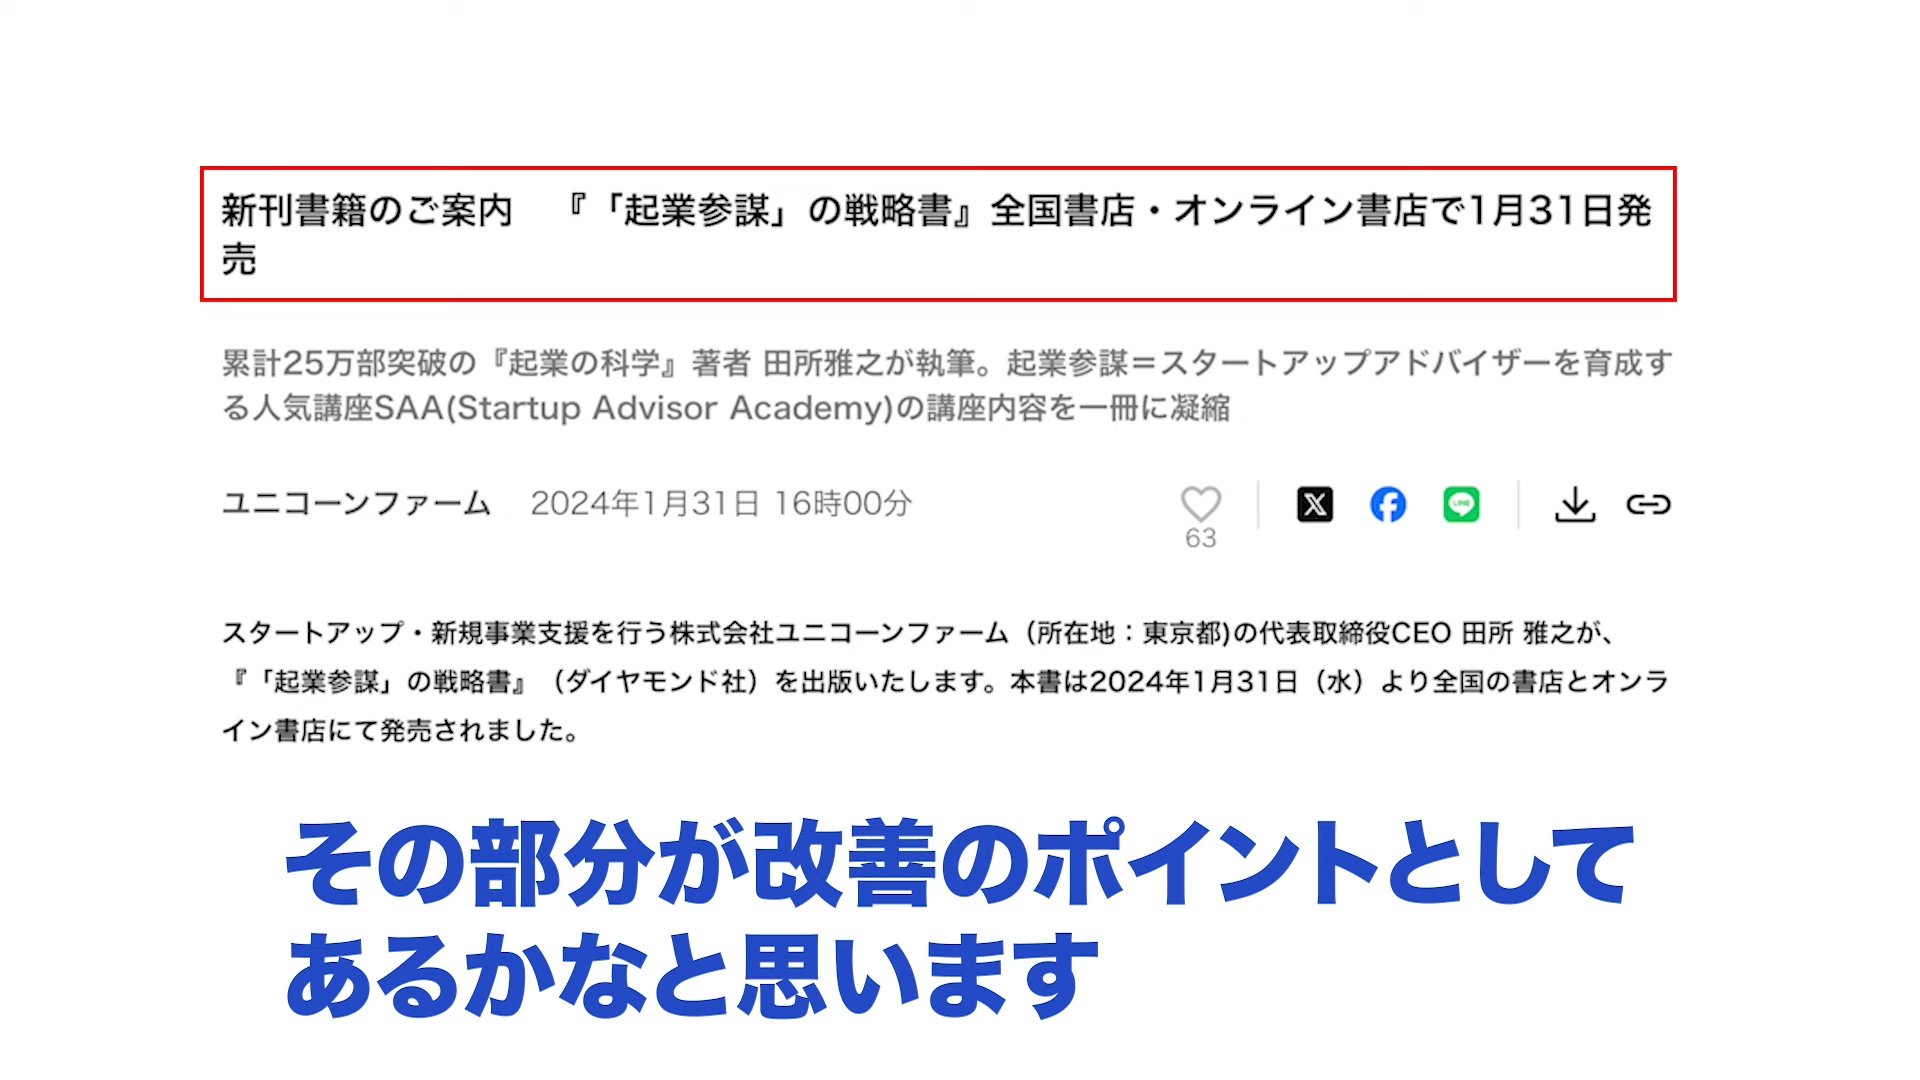 新刊書籍のご案内　『「起業参謀」の戦略書』全国書店・オンライン書店で1月31日発
売
累計25万部突破の『起業の科学』著者 田所雅之が執筆。起業参謀＝スタートアップアドバイザーを育成す
る人気講座SAA(Startup Advisor Academy)の講座内容を一冊に凝縮
ユニコーンファーム　2024年1月31日 16時00分
63
LINE
スタートアップ・新規事業支援を行う株式会社ユニコーンファーム（所在地：東京都)の代表取締役CEO 田所 雅之が、
『「起業参謀」の戦略書』（ダイヤモンド社）を出版いたします。本書は2024年1月31日（水）より全国の書店とオンラ
イン書店にて発売されました。
その部分が改善のポイントとして
あるかなと思います